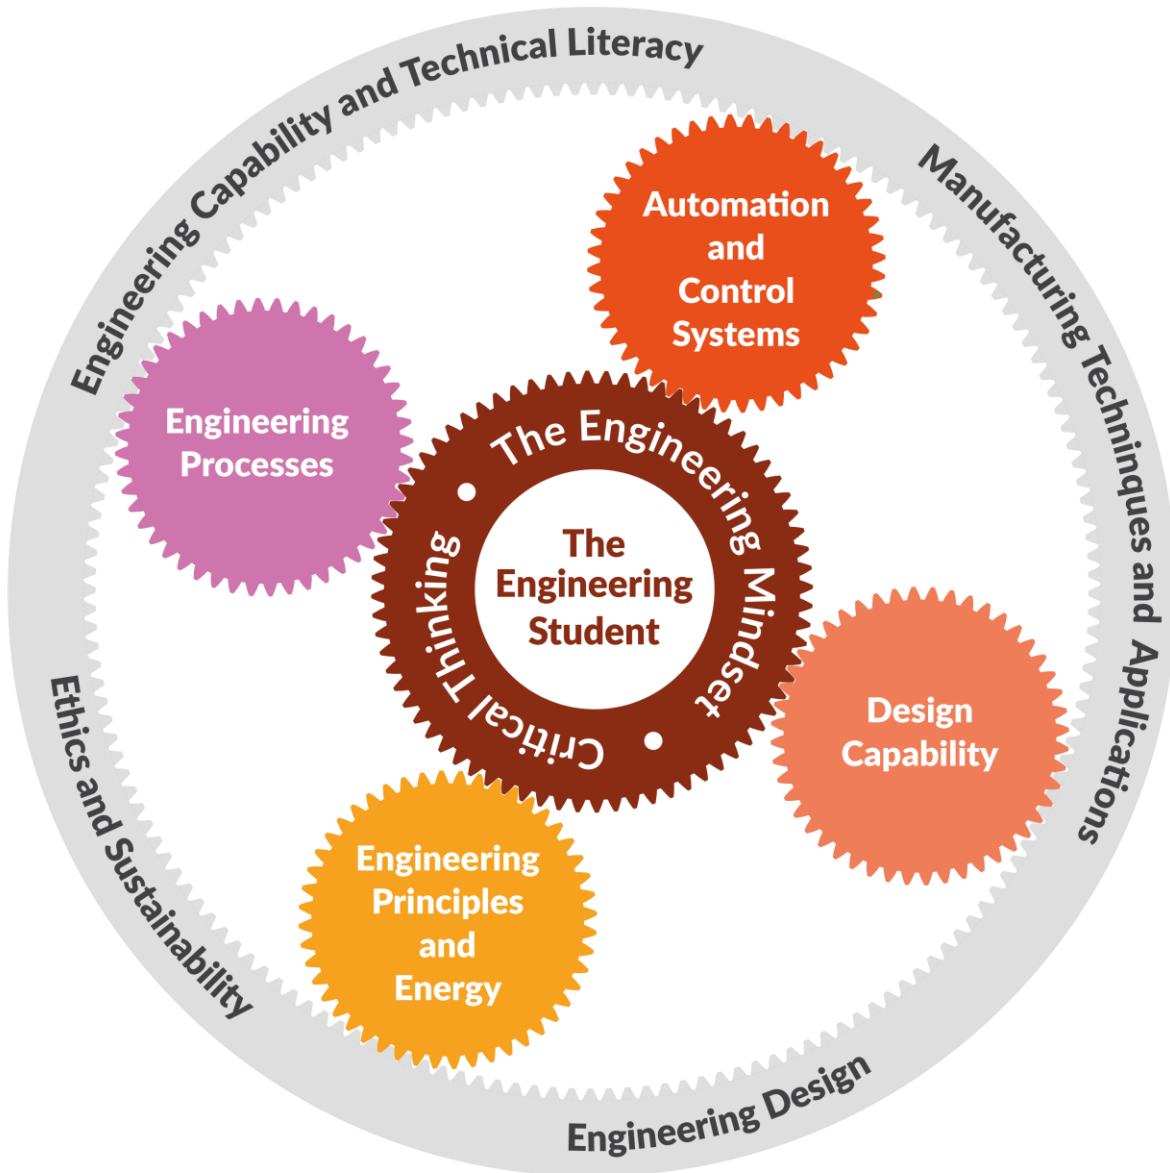 Engineering Capability and Technical Literacy
Manufacturing Techninques and Applications
Automation
and
Control
Systems
Engineering
Processes
The Engineering Mindset
Critical Thinking
The
Engineering
Student
Design
Capability
Engineering
Principles
and
Energy
Ethics and Sustainability
Engineering Design